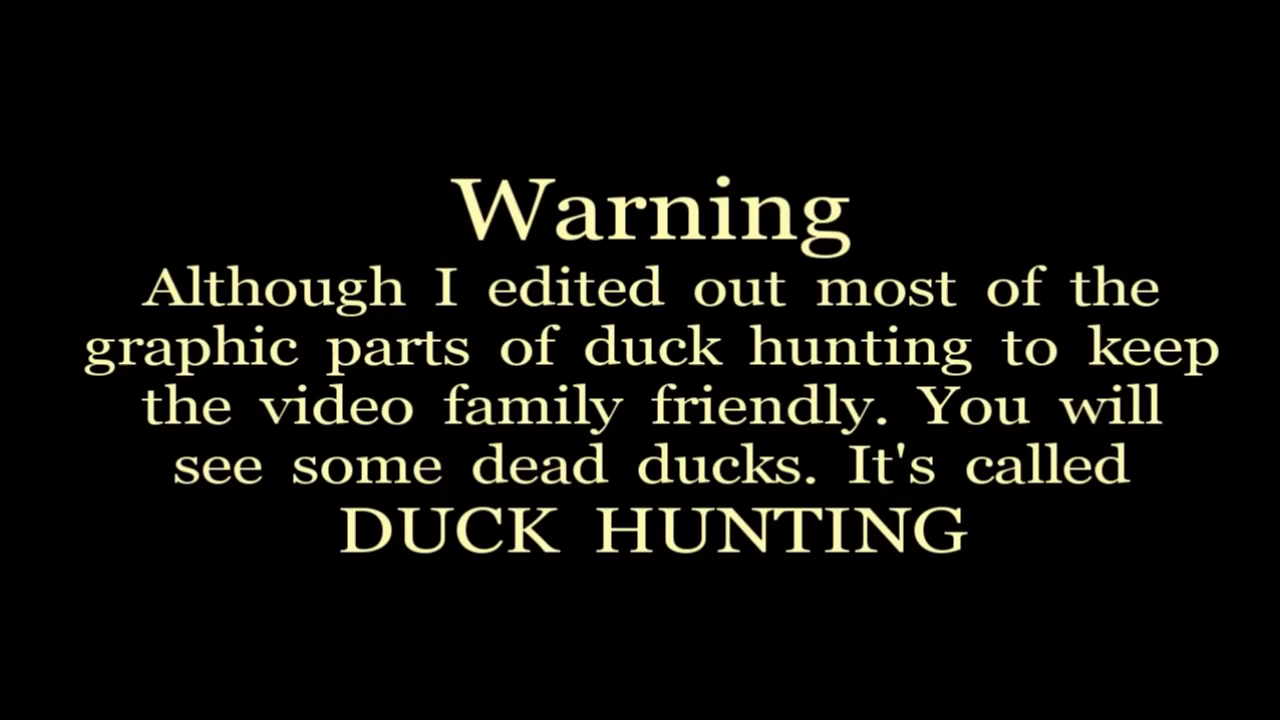 Warning
Although I edited out most of the
graphic parts of duck hunting to keep
the video family friendly. You will
see some dead ducks. It's called
DUCK HUNTING